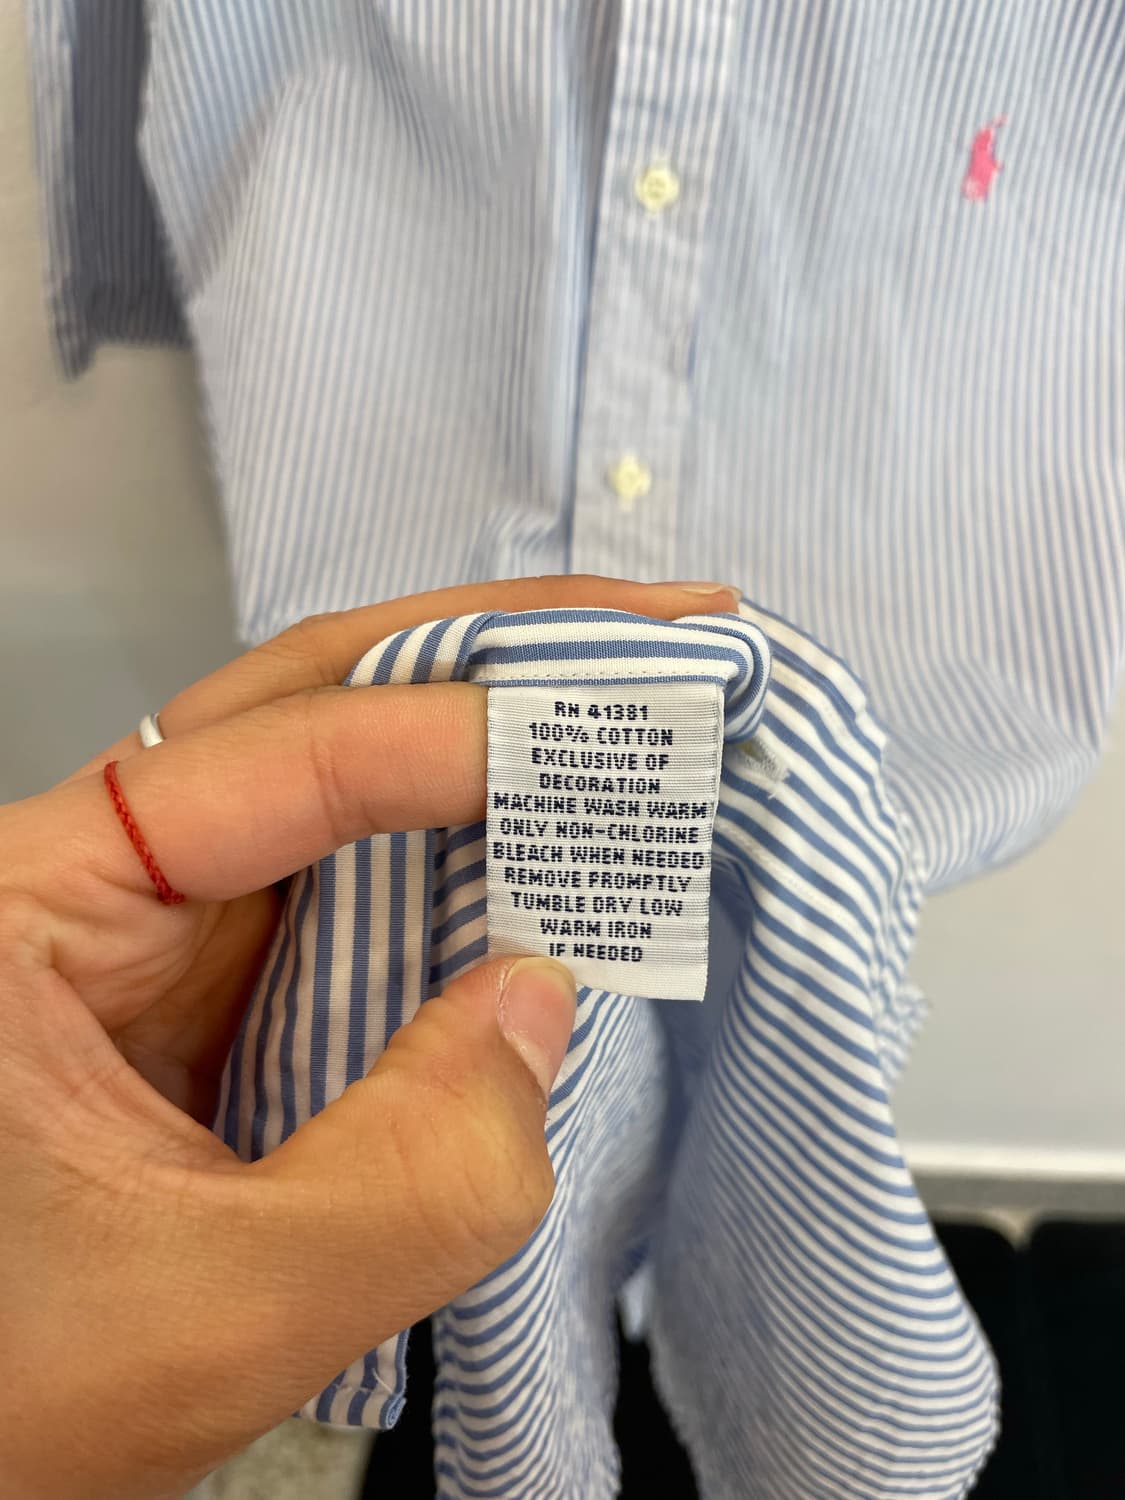 RN 41381
100% COTTON
EXCLUSIVE OF
DECORATION
MACHINE WASH WARM
ONLY NON-CHLORINE
BLEACH WHEN NEEDED
REMOVE PROMPTLY
TUMBLE DRY LOW
WARM IRON
IF NEEDED